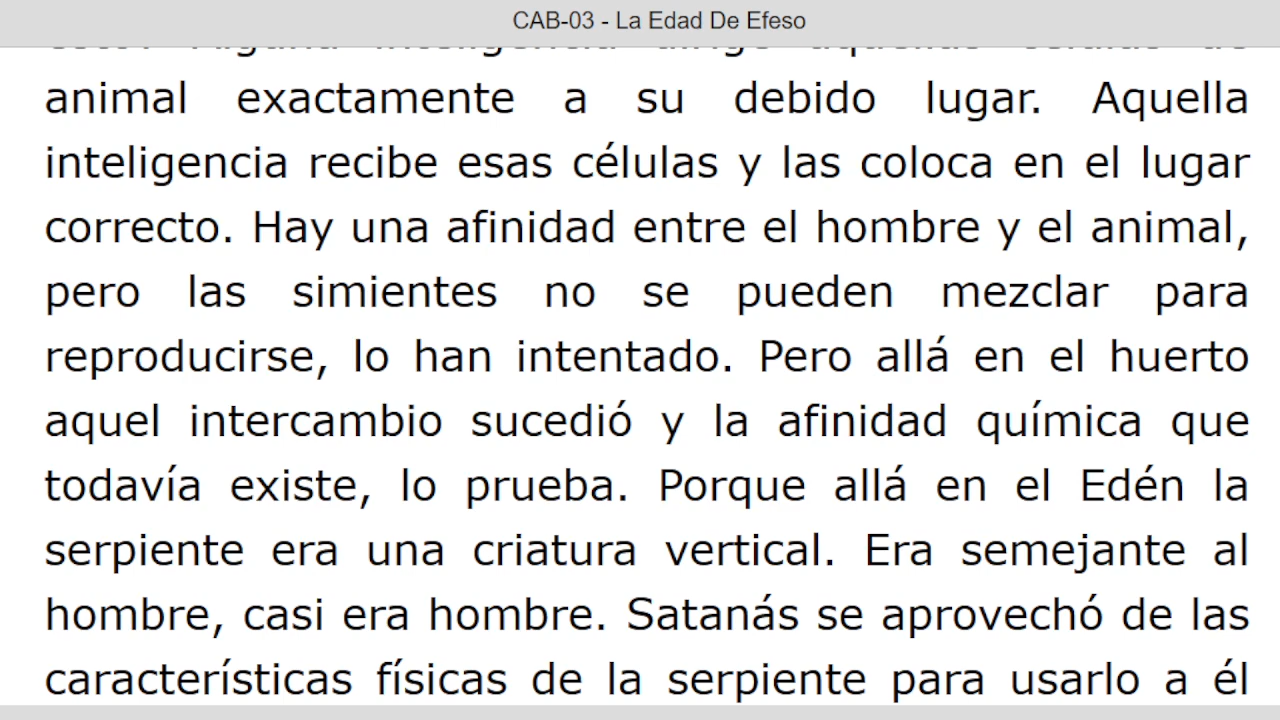 CAB-03 - La Edad De Efeso
animal exactamente a su debido lugar. Aquella
inteligencia recibe esas células y las coloca en el lugar
correcto. Hay una afinidad entre el hombre y el animal,
pero las simientes no se pueden mezclar para
reproducirse, lo han intentado. Pero allá en el huerto
aquel intercambio sucedió y la afinidad química que
todavía existe, lo prueba. Porque allá en el Edén la
serpiente era una criatura vertical. Era semejante al
hombre, casi era hombre. Satanás se aprovechó de las
características físicas de la serpiente para usarlo a él